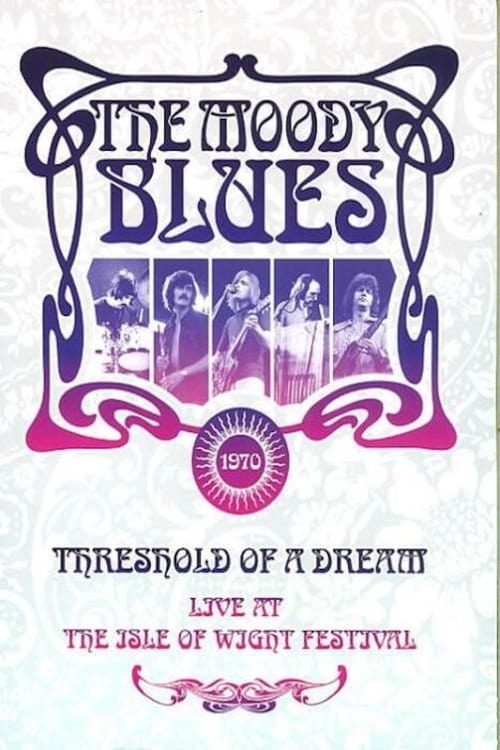 THE MOODY
BLUES
1970
THRESHOLD OF A DREAM
LIVE AT
THE ISLE OF WIGHT FESTIVAL